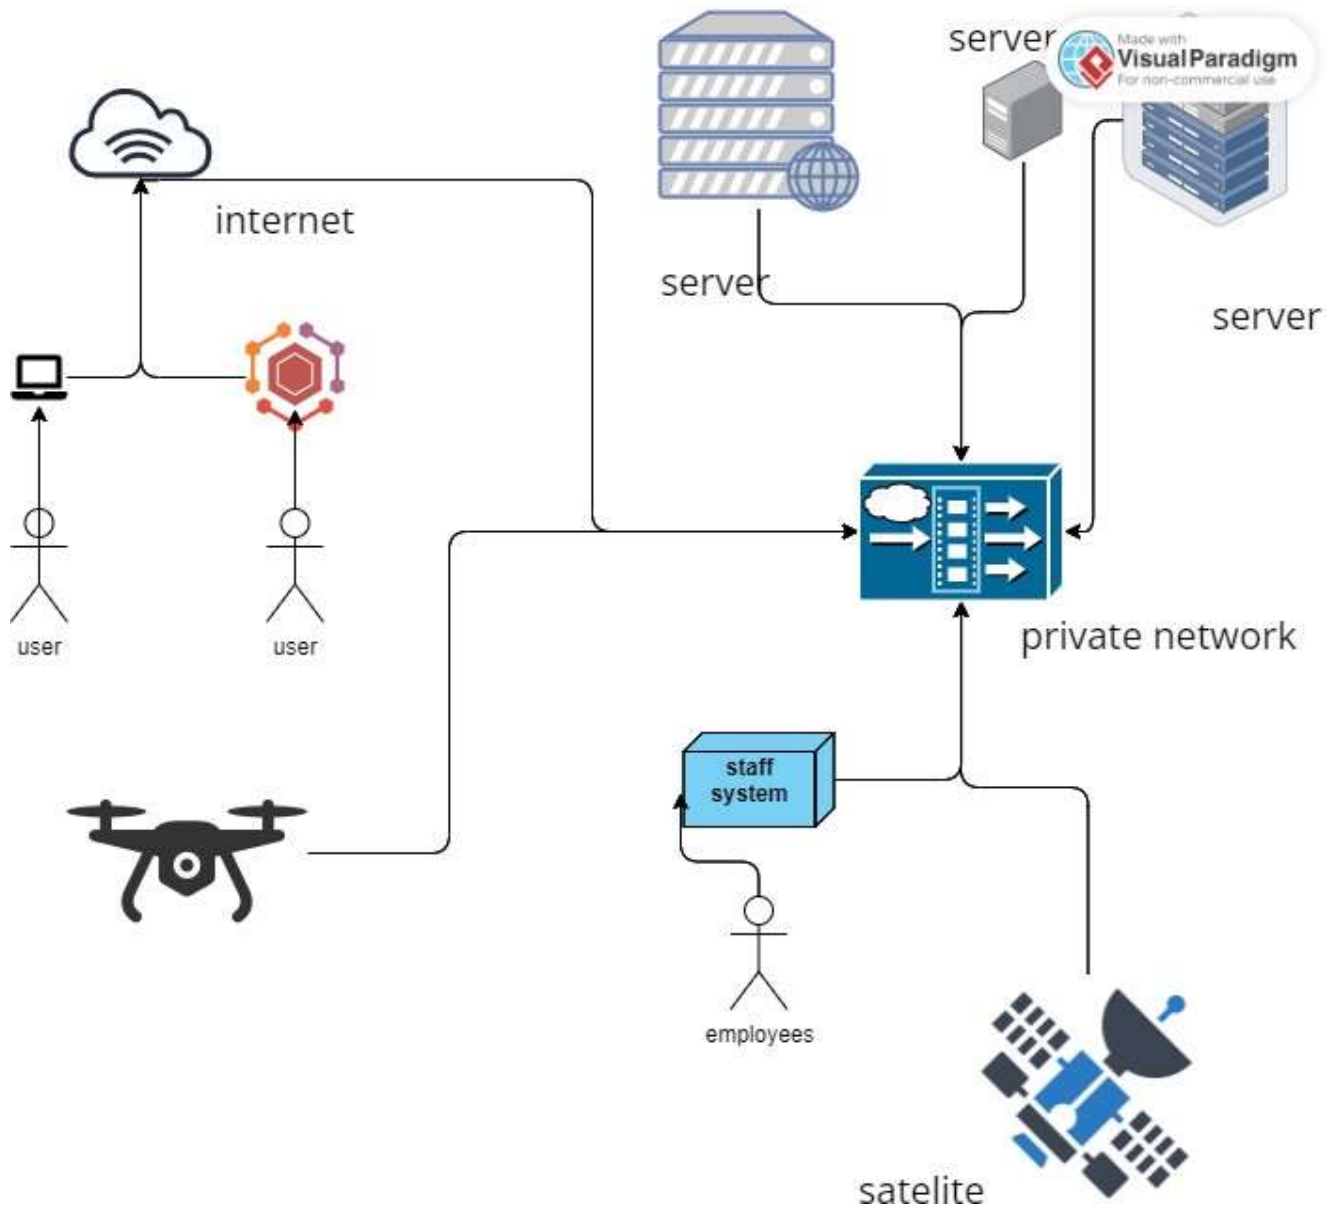 server
Made with
Visual Paradigm
For non-commercial use
internet
server
server
user
user
private network
staff
system
employees
satelite